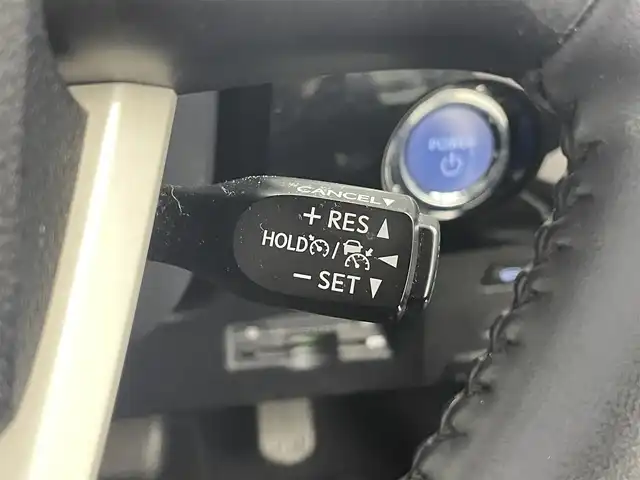 CANCEL▼
+ RES ▲
HOLD /
− SET ▼
POWER